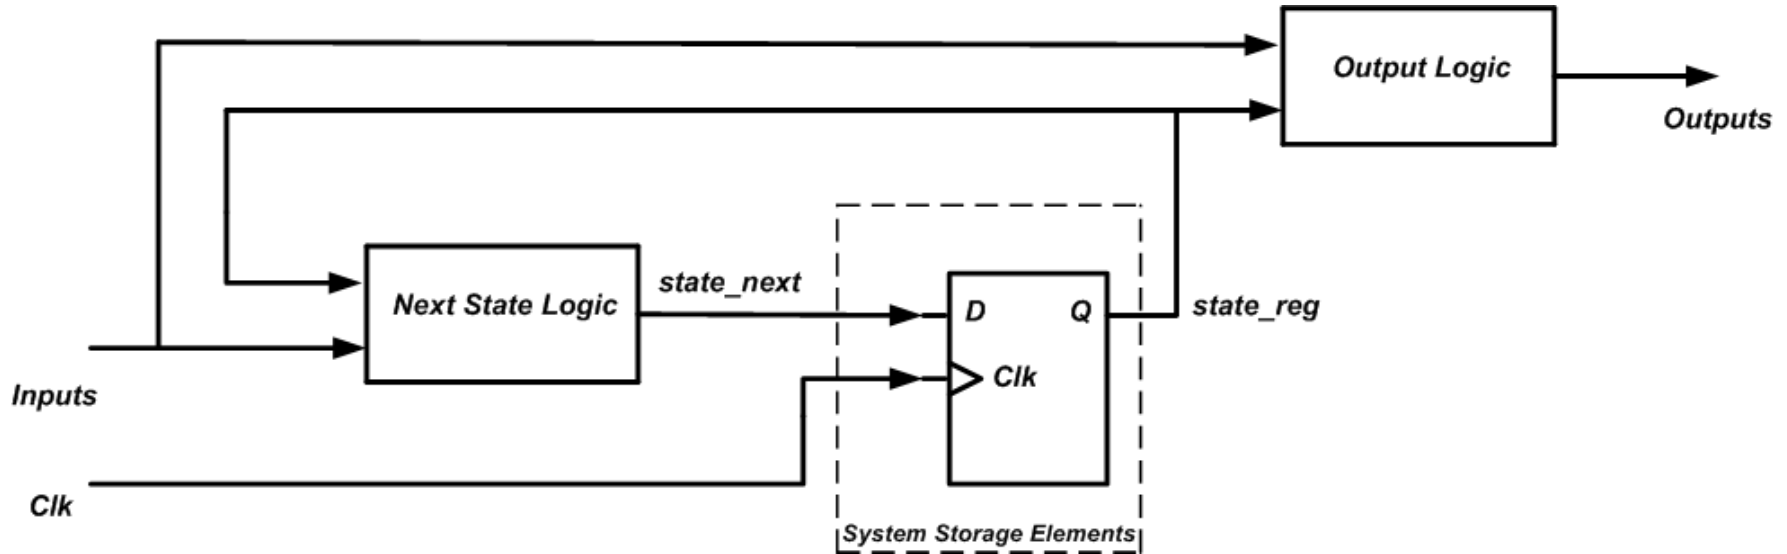 Output Logic
Outputs
state_next
Next State Logic
D
Q
state_reg
Clk
Inputs
Clk
System Storage Elements